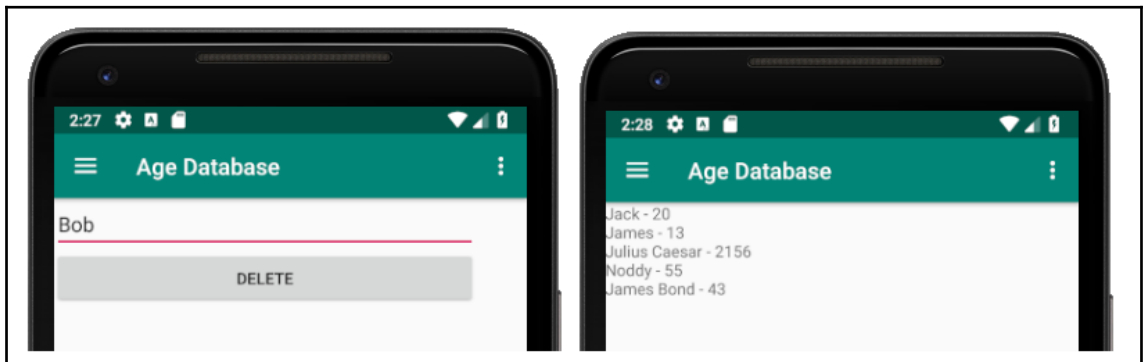 2:27
Age Database
Bob
DELETE
2:28
Age Database
Jack - 20
James - 13
Julius Caesar - 2156
Noddy - 55
James Bond - 43